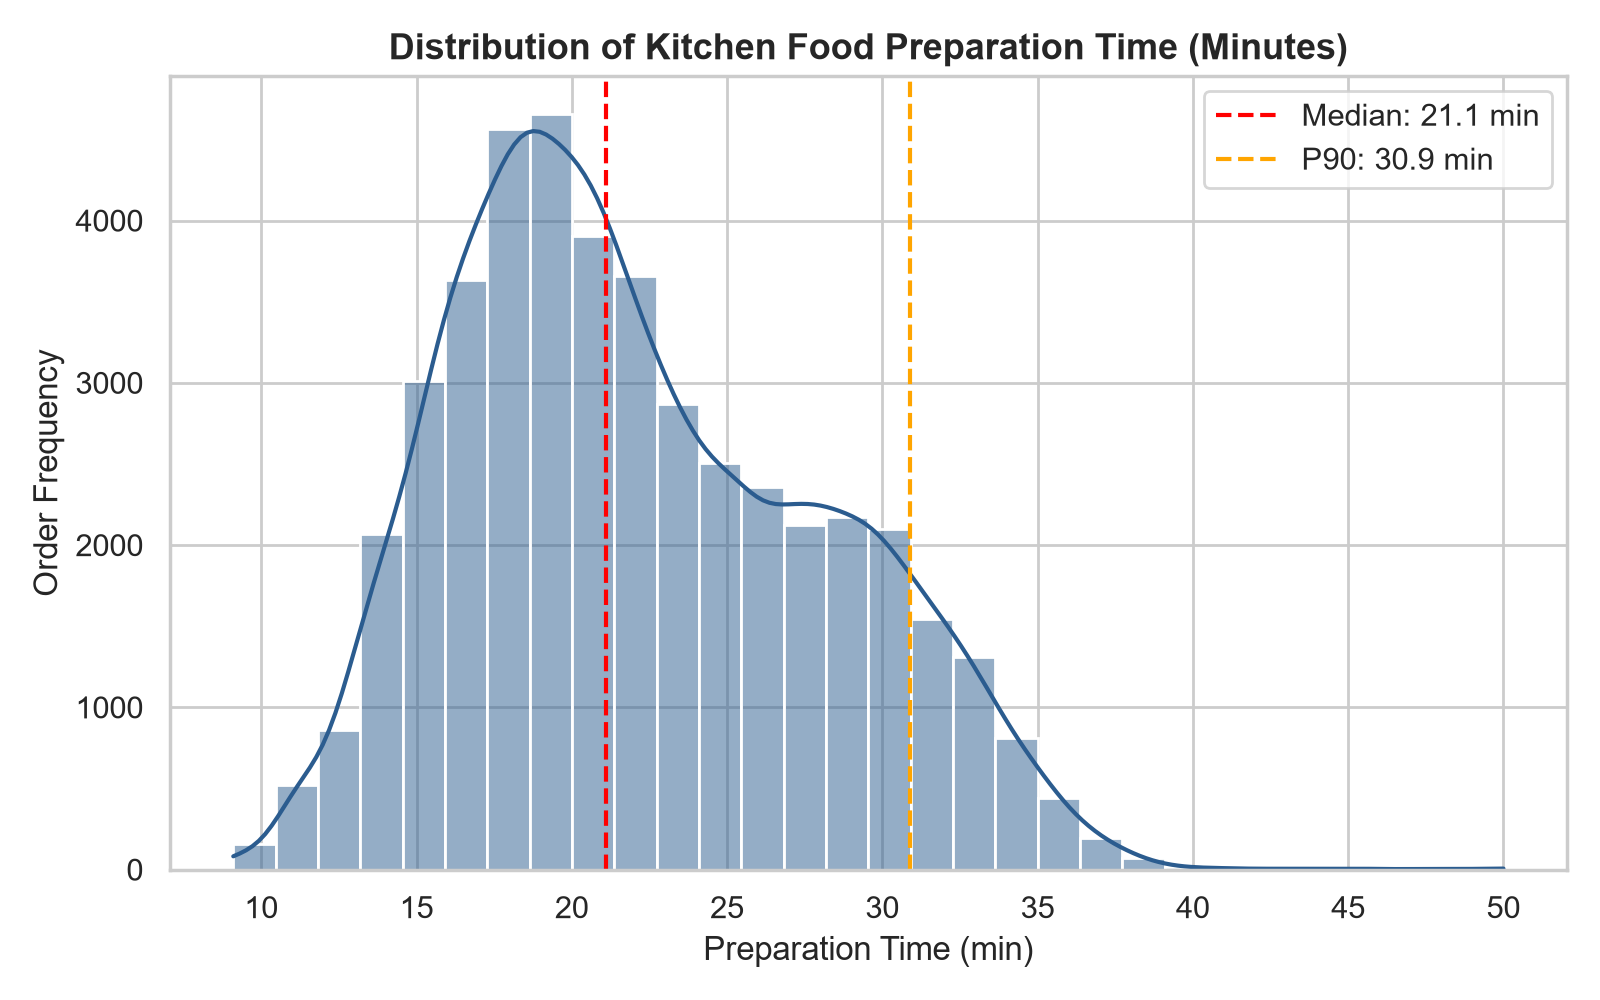 Distribution of Kitchen Food Preparation Time (Minutes)
Median: 21.1 min
P90: 30.9 min
Order Frequency
4000
3000
2000
1000
0
10 15 20 25 30 35 40 45 50
Preparation Time (min)